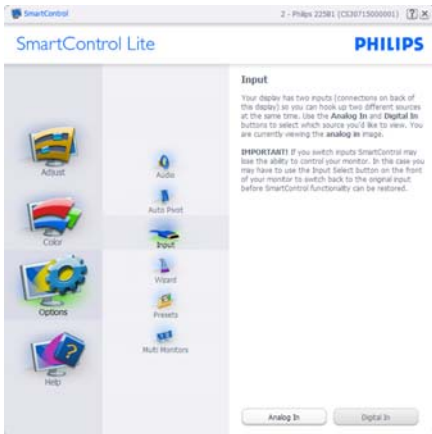 SmartControl
2 - Philips 225B1 (CS30715000001)
SmartControl Lite
PHILIPS
Adjust
Color
Options
Help
Audio
Auto Pivot
Input
Wizard
Presets
Multi Monitors
Input
Your display has two inputs (connections on back of
the display) so you can hook up two different sources
at the same time. Use the Analog In and Digital In
buttons to select which source you'd like to view. You
are currently viewing the analog in image.
IMPORTANT! If you switch inputs SmartControl may
lose the ability to control your monitor. In the case you
may have to use the Input Select button on the front
of your monitor to switch back to the original input
before SmartControl functionality can be restored.
Analog In
Digital In